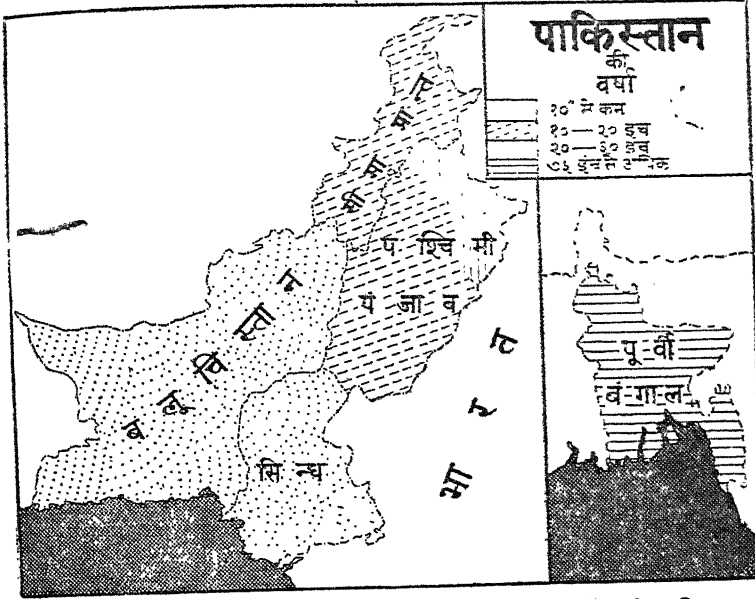 पाकिस्तान
की
वर्षा
१०" से कम
१०—२० इंच
२०—३० इंच
सीमाप्रांत
पश्चिमी
पंजाब
बलूचिस्तान
सिन्ध
भारत
पूर्वी
बंगाल